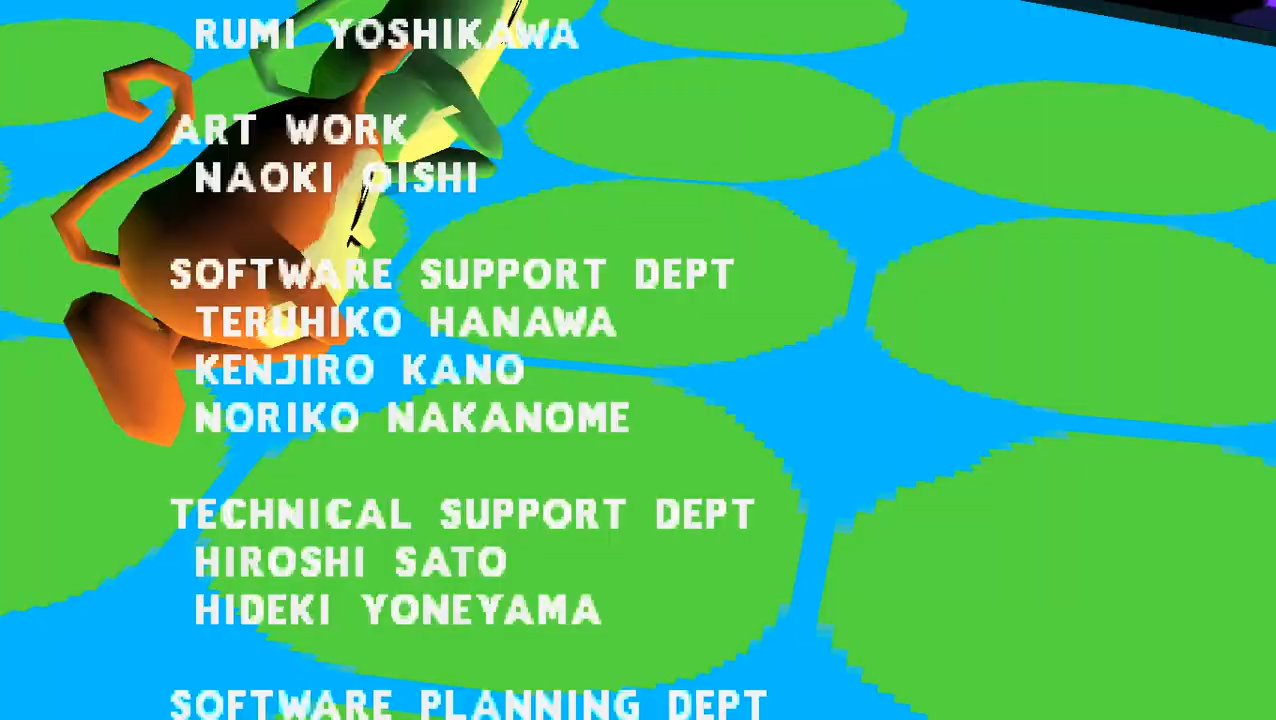 RUMI YOSHIKAWA
ART WORK
NAOKI OISHI
SOFTWARE SUPPORT DEPT
TERUHIKO HANAWA
KENJIRO KANO
NORIKO NAKANOME
TECHNICAL SUPPORT DEPT
HIROSHI SATO
HIDEKI YONEYAMA
SOFTWARE PLANNING DEPT